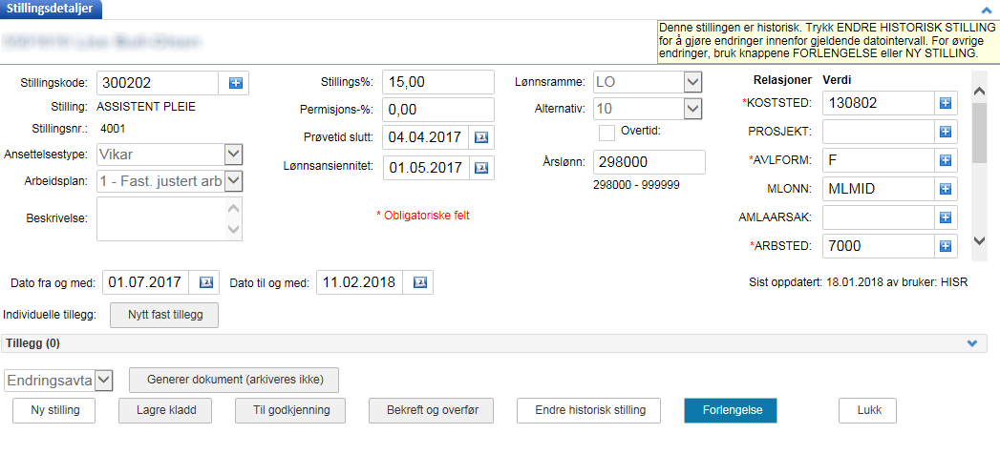 Stillingsdetaljer
Denne stillingen er historisk. Trykk ENDRE HISTORISK STILLING
for å gjøre endringer innenfor gjeldende datointervall. For øvrige
endringer, bruk knappene FORLENGELSE eller NY STILLING.
Stillingskode: 300202
Stilling: ASSISTENT PLEIE
Stillingsnr.: 4001
Ansettelsestype: Vikar
Arbeidsplan: 1 - Fast. justert arb
Beskrivelse:
Stillings%: 15,00
Permisjons-%: 0,00
Prøvetid slutt: 04.04.2017
Lønnsansiennitet: 01.05.2017
* Obligatoriske felt
Lønnsramme: LO
Alternativ: 10
Overtid:
Årslønn: 298000
298000 - 999999
Relasjoner Verdi
*KOSTSTED: 130802
PROSJEKT:
*AVLFORM: F
MLONN: MLMID
AMLAARSAK:
*ARBSTED: 7000
Dato fra og med: 01.07.2017 Dato til og med: 11.02.2018
Sist oppdatert: 18.01.2018 av bruker: HISR
Individuelle tillegg: Nytt fast tillegg
Tillegg (0)
Endringsavta Generer dokument (arkiveres ikke)
Ny stilling Lagre kladd Til godkjenning Bekreft og overfør Endre historisk stilling Forlengelse Lukk